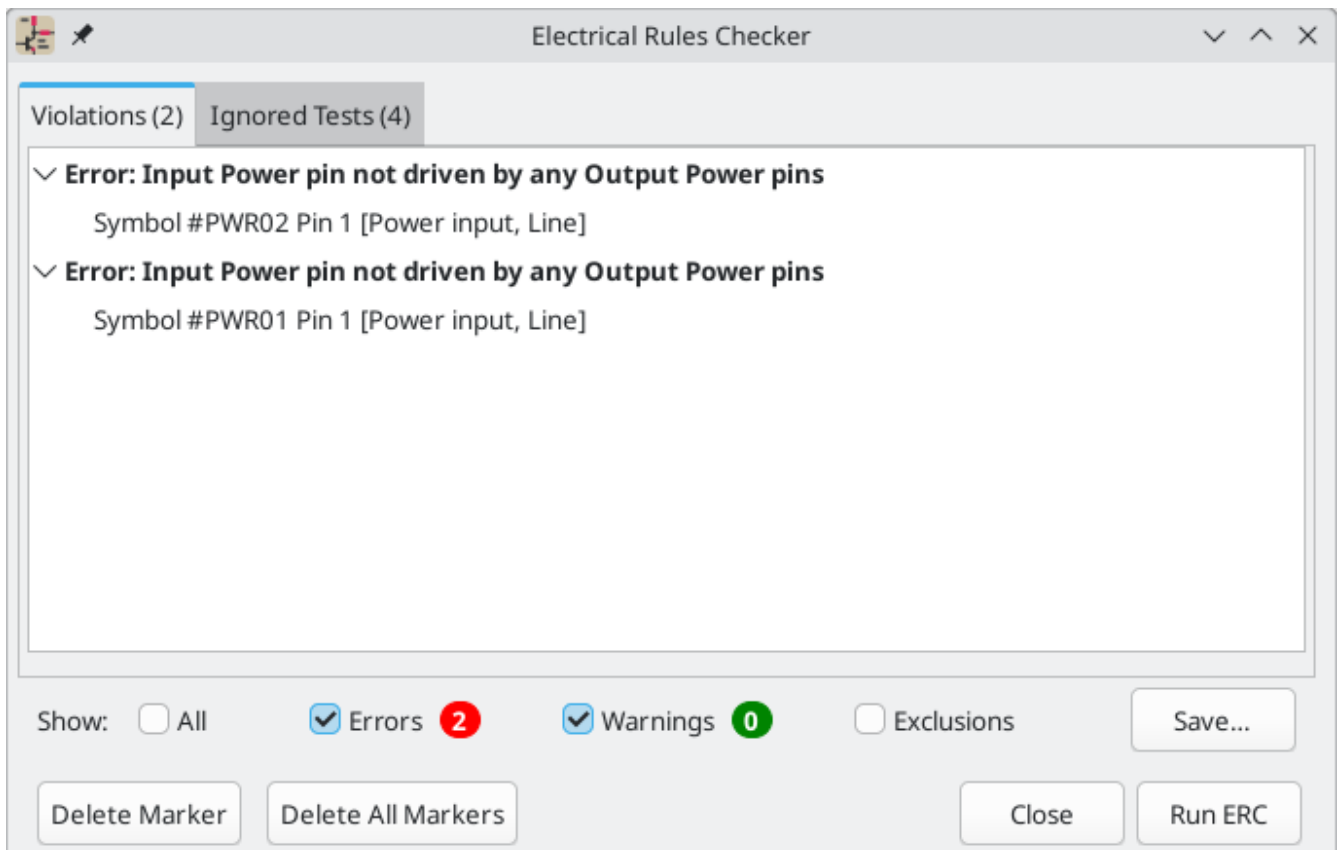 Electrical Rules Checker
Violations (2) Ignored Tests (4)
Error: Input Power pin not driven by any Output Power pins
Symbol #PWR02 Pin 1 [Power input, Line]
Error: Input Power pin not driven by any Output Power pins
Symbol #PWR01 Pin 1 [Power input, Line]
Show: All Errors 2 Warnings 0 Exclusions Save...
Delete Marker Delete All Markers Close Run ERC